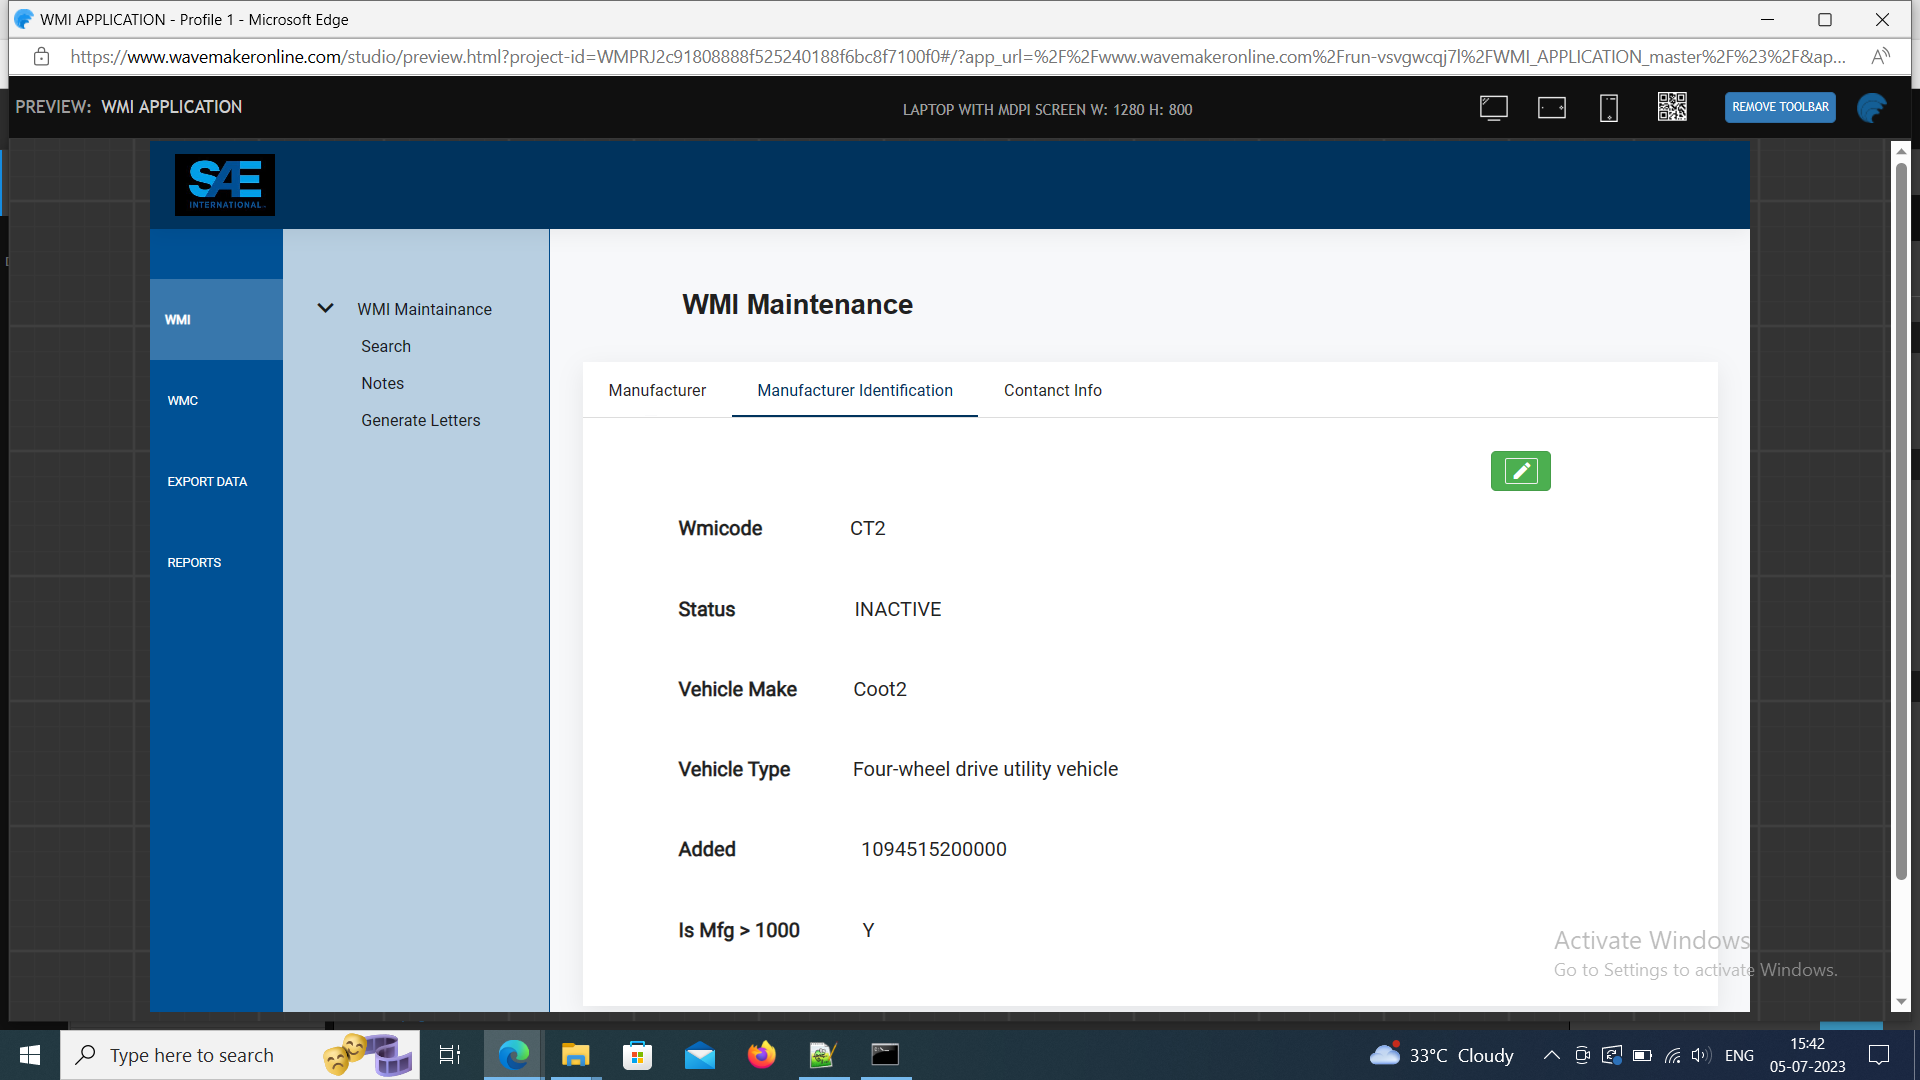 WMI APPLICATION - Profile 1 - Microsoft Edge
https://www.wavemakeronline.com/studio/preview.html?project-id=WMPRJ2c91808888f525240188f6bc8f7100f0#/?app_url=%2F%2Fwww.wavemakeronline.com%2Frun-vsvgwcqj7l%2FWMI_APPLICATION_master%2F%23%2F&ap...
PREVIEW: WMI APPLICATION
LAPTOP WITH MDPI SCREEN W: 1280 H: 800
REMOVE TOOLBAR
SAE
INTERNATIONAL
WMI
WMC
EXPORT DATA
REPORTS
WMI Maintainance
Search
Notes
Generate Letters
WMI Maintenance
Manufacturer
Manufacturer Identification
Contanct Info
Wmicode CT2
Status INACTIVE
Vehicle Make Coot2
Vehicle Type Four-wheel drive utility vehicle
Added 1094515200000
Is Mfg > 1000 Y
Activate Windows
Go to Settings to activate Windows.
Type here to search
33°C Cloudy
ENG
15:42
05-07-2023